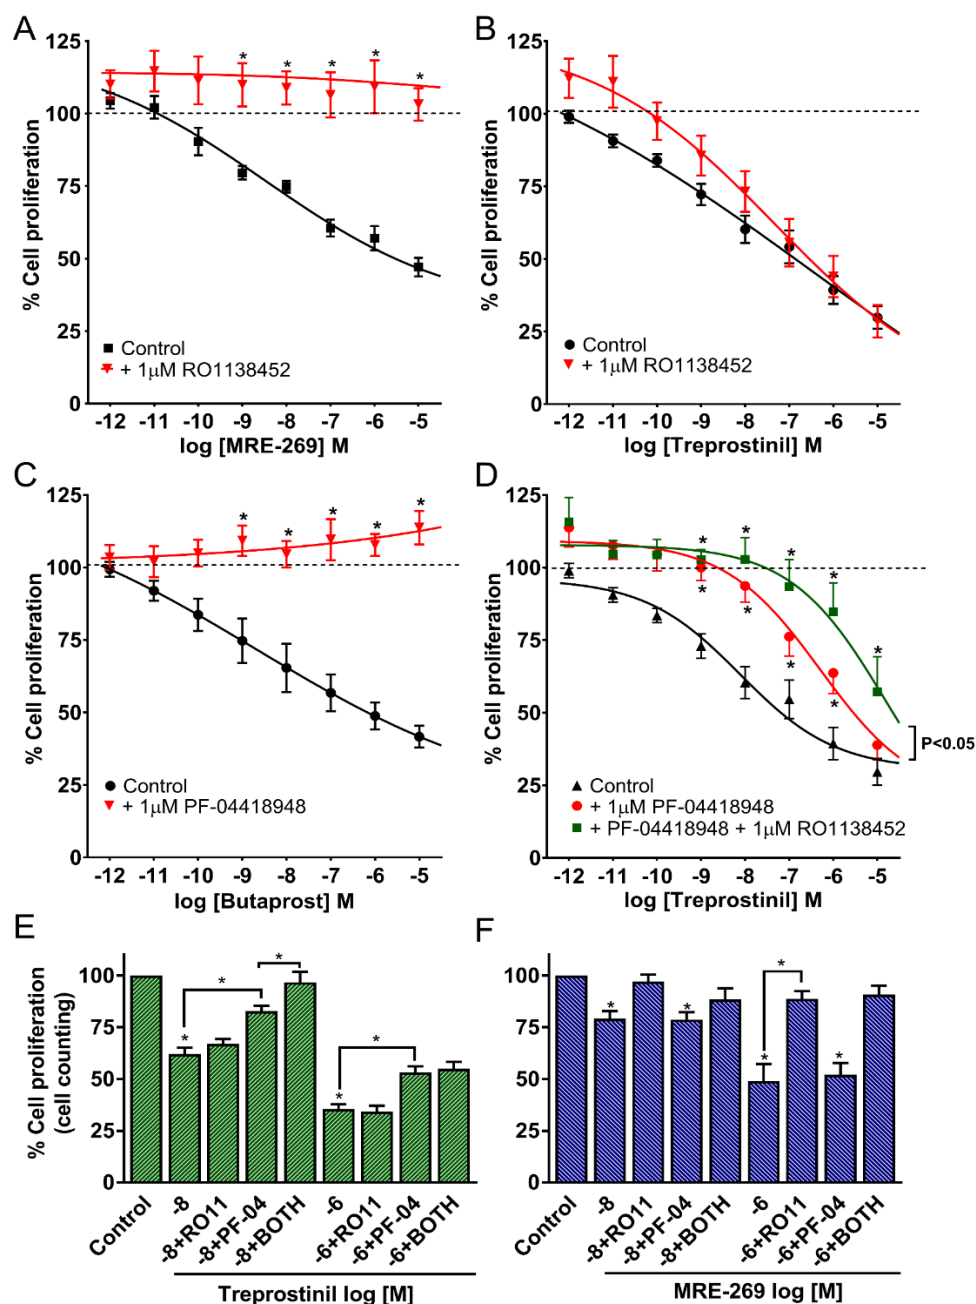 A
125
100
75
50
25
0
% Cell proliferation
* * * * *
Control
+ 1μM RO1138452
-12 -11 -10 -9 -8 -7 -6 -5
log [MRE-269] M
B
125
100
75
50
25
0
% Cell proliferation
Control
+ 1μM RO1138452
-12 -11 -10 -9 -8 -7 -6 -5
log [Treprostinil] M
C
125
100
75
50
25
0
% Cell proliferation
* * * * *
Control
+ 1μM PF-04418948
-12 -11 -10 -9 -8 -7 -6 -5
log [Butaprost] M
D
125
100
75
50
25
0
% Cell proliferation
* * * * *
* * * *
P<0.05
Control
+ 1μM PF-04418948
+ PF-04418948 + 1μM RO1138452
-12 -11 -10 -9 -8 -7 -6 -5
log [Treprostinil] M
E
100
75
50
25
0
% Cell proliferation
(cell counting)
* * * * *
Control
-8
-8+RO11
-8+PF-04
-8+BOTH
-6
-6+RO11
-6+PF-04
-6+BOTH
Treprostinil log [M]
F
100
75
50
25
0
* * * * *
Control
-8
-8+RO11
-8+PF-04
-8+BOTH
-6
-6+RO11
-6+PF-04
-6+BOTH
MRE-269 log [M]